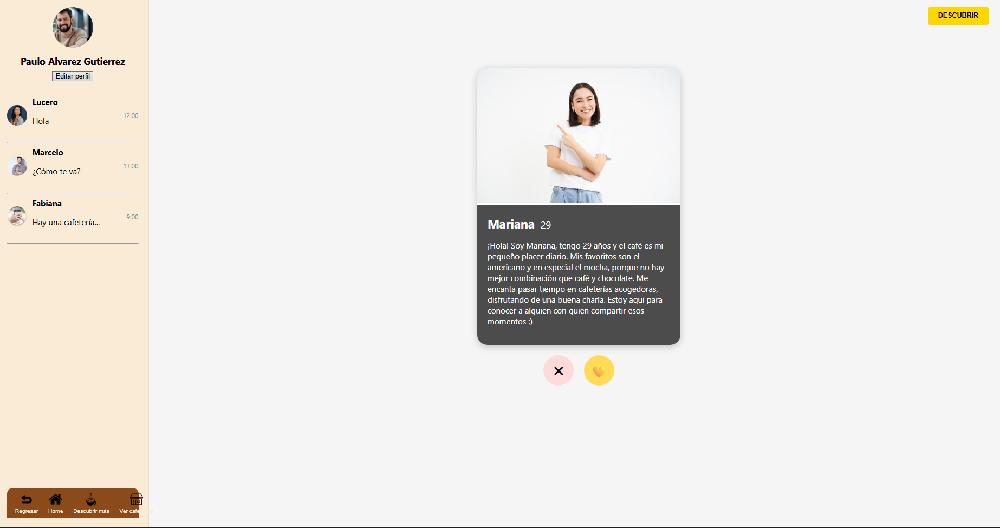 Paulo Alvarez Gutierrez
Editar perfil
Lucero
Hola
12:00
Marcelo
¿Cómo te va?
13:00
Fabiana
Hay una cafetería...
9:00
Regresar
Home
Descubrir más
Ver cafe
DESCUBRIR
Mariana 29
¡Hola! Soy Mariana, tengo 29 años y el café es mi
pequeño placer diario. Mis favoritos son el
americano y en especial el mocha, porque no hay
mejor combinación que café y chocolate. Me
encanta pasar tiempo en cafeterías acogedoras,
disfrutando de una buena charla. Estoy aquí para
conocer a alguien con quien compartir esos
momentos :)